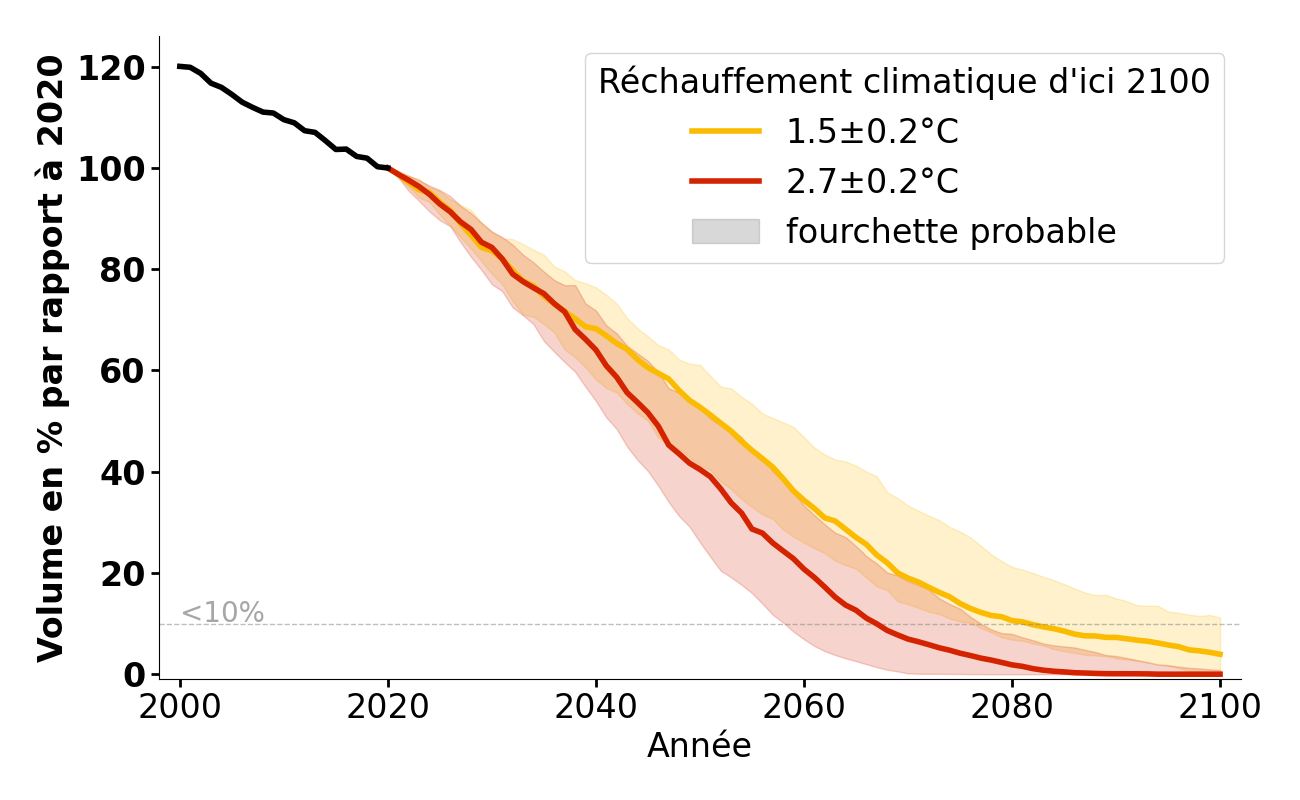 Volume en % par rapport à 2020
120
100
80
60
40
20
0
<10%
Réchauffement climatique d'ici 2100
1.5±0.2°C
2.7±0.2°C
fourchette probable
2000 2020 2040 2060 2080 2100
Année